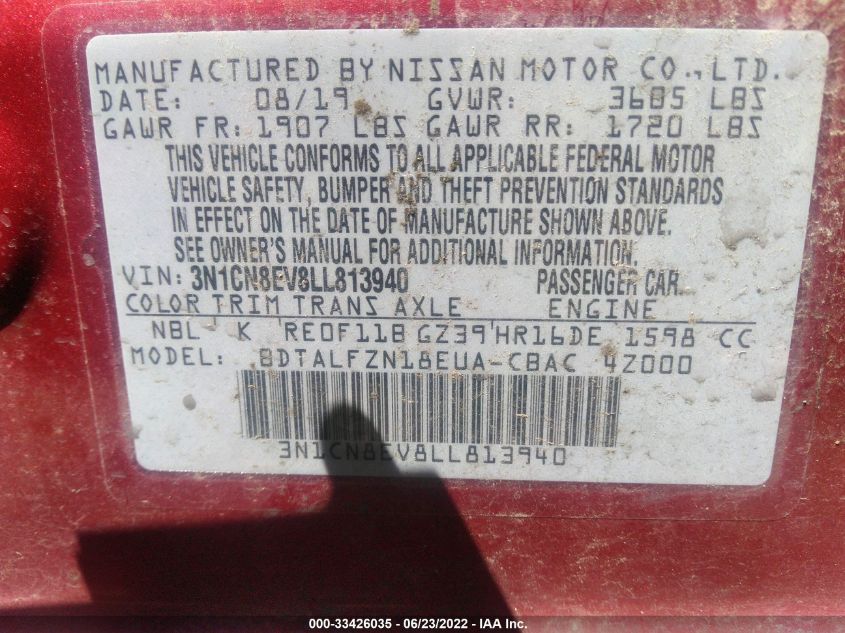 MANUFACTURED BY NISSAN MOTOR CO., LTD.
DATE: 08/19 GVWR: 3685 LBS
GAWR FR: 1907 LBS GAWR RR: 1720 LBS
THIS VEHICLE CONFORMS TO ALL APPLICABLE FEDERAL MOTOR
VEHICLE SAFETY, BUMPER AND THEFT PREVENTION STANDARDS
IN EFFECT ON THE DATE OF MANUFACTURE SHOWN ABOVE.
SEE OWNER'S MANUAL FOR ADDITIONAL INFORMATION.
VIN: 3N1CN8EV8LL813940 PASSENGER CAR
COLOR TRIM TRANS AXLE ENGINE
NBL K RE0F11B GZ39 HR16DE 1598 CC
MODEL: BDTALFZN18EUA-CBAC 4Z000
3N1CN8EV8LL813940
000-33426035 - 06/23/2022 - IAA Inc.